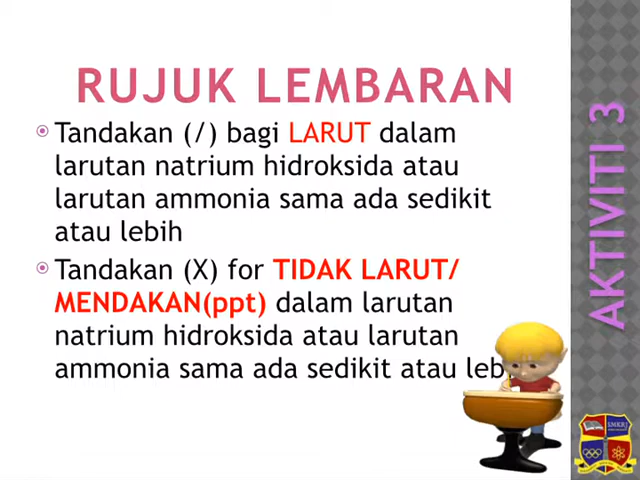 RUJUK LEMBARAN
Tandakan (/) bagi LARUT dalam
larutan natrium hidroksida atau
larutan ammonia sama ada sedikit
atau lebih
Tandakan (X) for TIDAK LARUT/
MENDAKAN(ppt) dalam larutan
natrium hidroksida atau larutan
ammonia sama ada sedikit atau leb
AKTIVITI 3